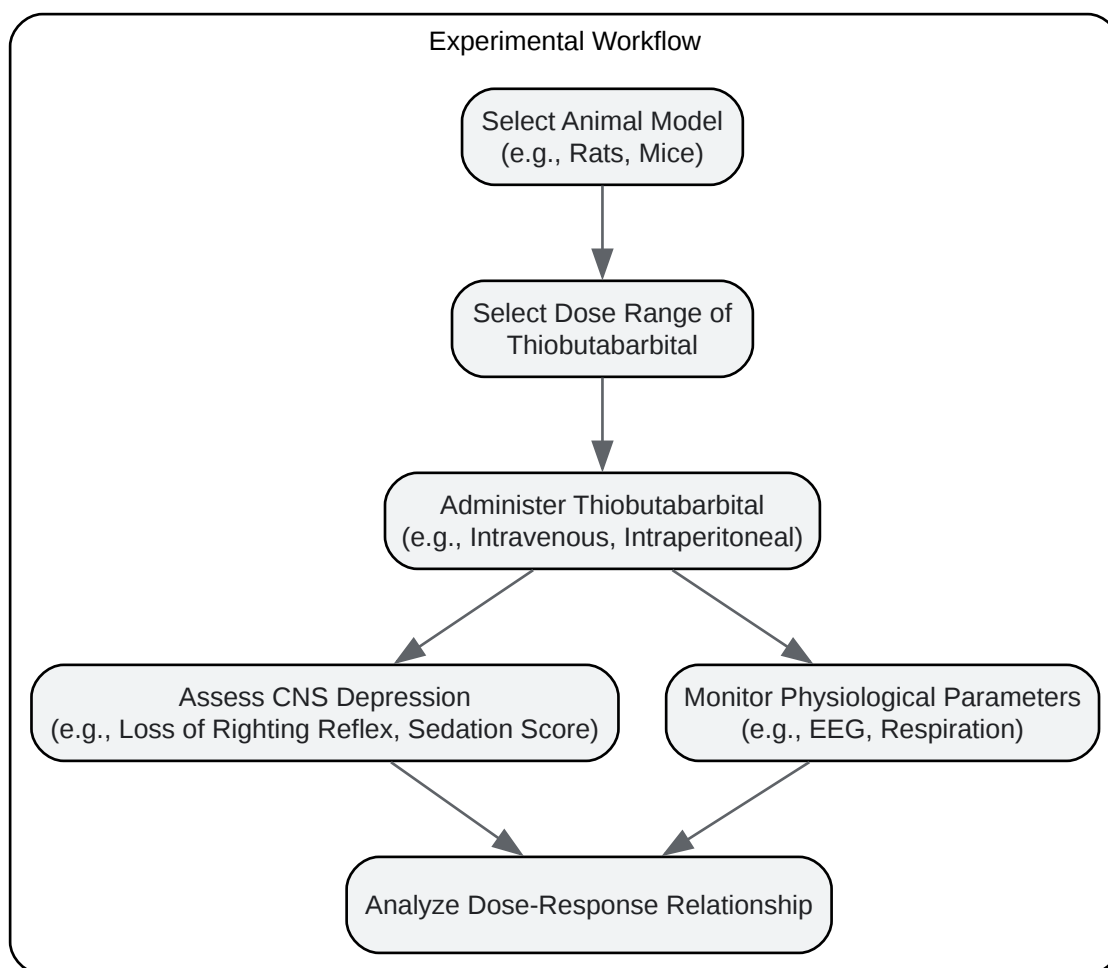 Experimental Workflow
Select Animal Model
(e.g., Rats, Mice)
Select Dose Range of
Thiobutabarbital
Administer Thiobutabarbital
(e.g., Intravenous, Intraperitoneal)
Assess CNS Depression
(e.g., Loss of Righting Reflex, Sedation Score)
Monitor Physiological Parameters
(e.g., EEG, Respiration)
Analyze Dose-Response Relationship